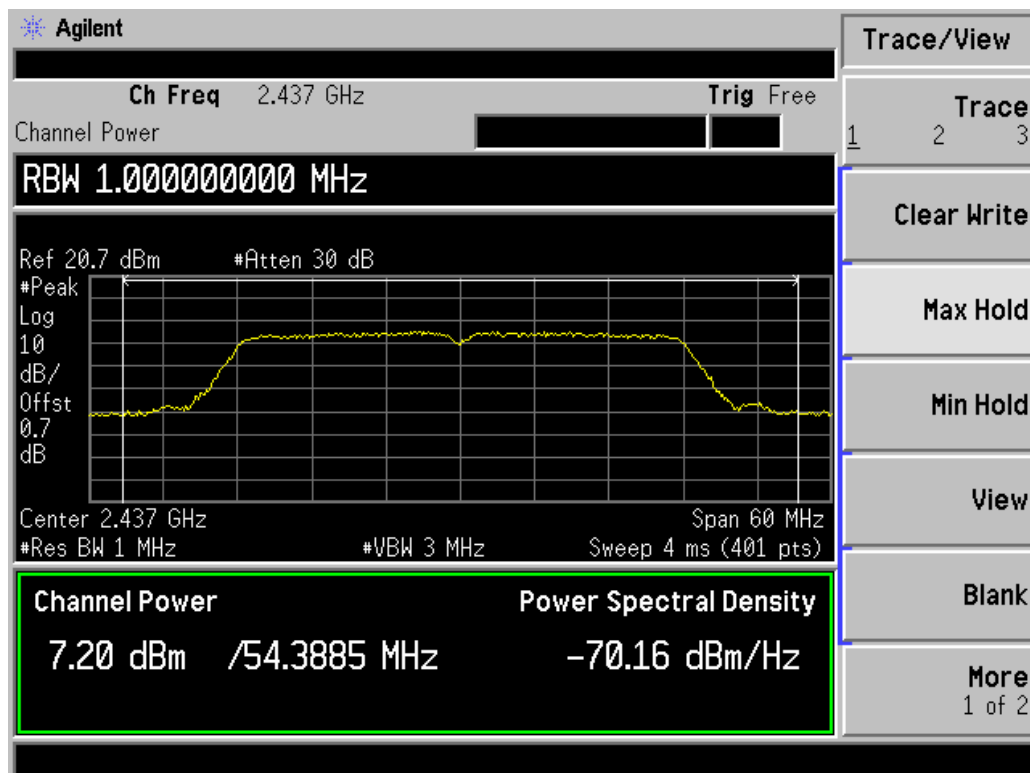 Agilent
Trace/View
Ch Freq 2.437 GHz Trig Free
Channel Power
Trace
1 2 3
RBW 1.000000000 MHz
Clear Write
Ref 20.7 dBm #Atten 30 dB
#Peak
Log
10
dB/
Offst
0.7
dB
Max Hold
Min Hold
Center 2.437 GHz Span 60 MHz
#Res BW 1 MHz #VBW 3 MHz Sweep 4 ms (401 pts)
View
Channel Power Power Spectral Density
7.20 dBm /54.3885 MHz -70.16 dBm/Hz
Blank
More
1 of 2